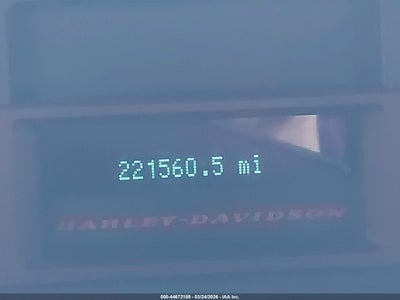 221560.5 mi
HARLEY-DAVIDSON
000-44672188 - 03/24/2026 - IAA Inc.